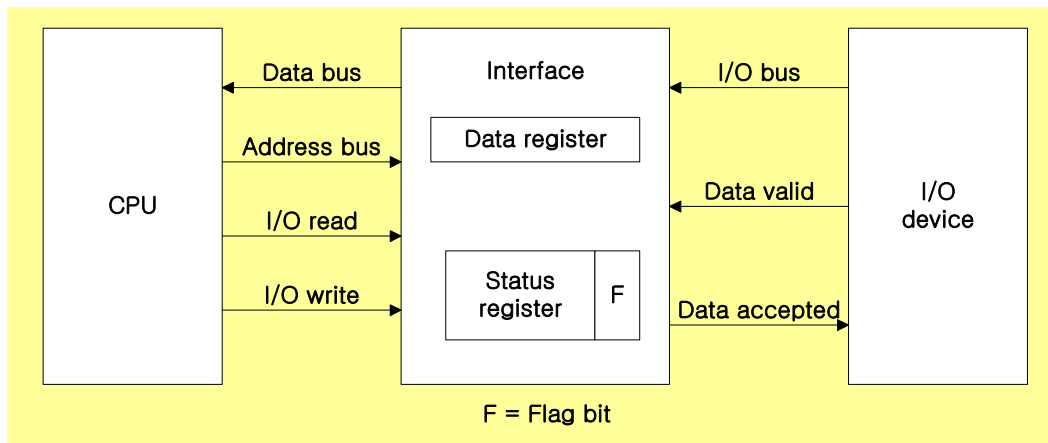 CPU
Data bus
Address bus
I/O read
I/O write
Interface
Data register
Status
register
F
I/O bus
Data valid
Data accepted
I/O
device
F = Flag bit